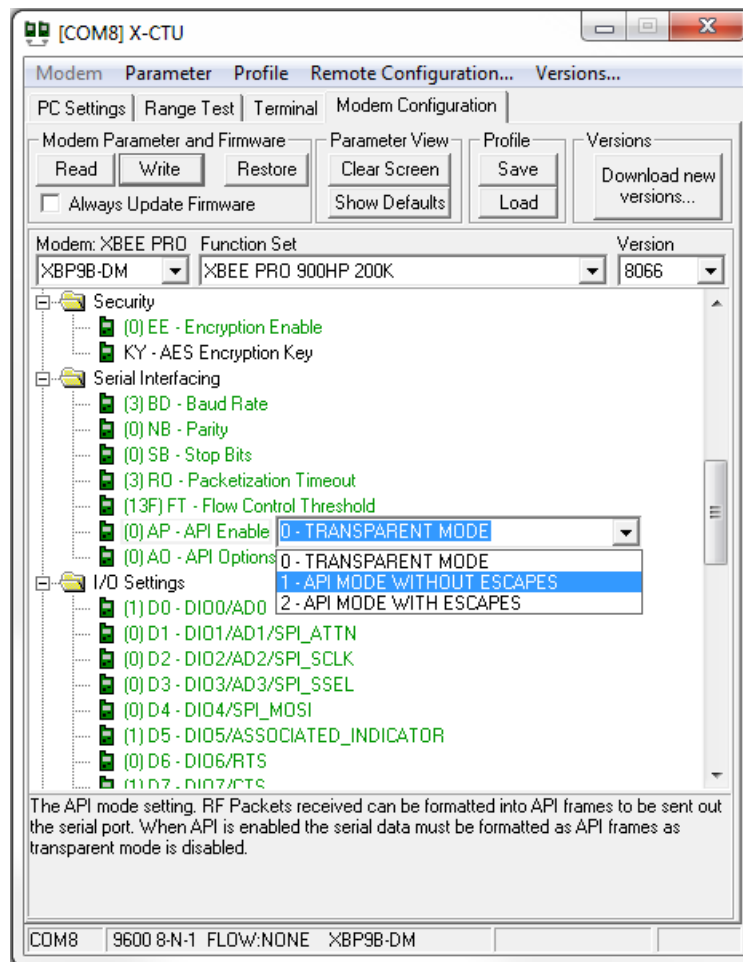 [COM8] X-CTU
Modem Parameter Profile Remote Configuration... Versions...
PC Settings Range Test Terminal Modem Configuration
Modem Parameter and Firmware Parameter View Profile Versions
Read Write Restore Clear Screen Save Download new versions...
Always Update Firmware Show Defaults Load
Modem: XBEE PRO Function Set Version
XBP9B-DM XBEE PRO 900HP 200K 8066
Security
(0) EE - Encryption Enable
KY - AES Encryption Key
Serial Interfacing
(3) BD - Baud Rate
(0) NB - Parity
(0) SB - Stop Bits
(3) RO - Packetization Timeout
(13F) FT - Flow Control Threshold
(0) AP - API Enable 0 - TRANSPARENT MODE
(0) AO - API Options 0 - TRANSPARENT MODE
I/O Settings 1 - API MODE WITHOUT ESCAPES
(1) D0 - DIO0/AD0 2 - API MODE WITH ESCAPES
(0) D1 - DIO1/AD1/SPI_ATTN
(0) D2 - DIO2/AD2/SPI_SCLK
(0) D3 - DIO3/AD3/SPI_SSEL
(0) D4 - DIO4/SPI_MOSI
(1) D5 - DIO5/ASSOCIATED_INDICATOR
(0) D6 - DIO6/RTS
(1) D7 - DIO7/CTS
The API mode setting. RF Packets received can be formatted into API frames to be sent out
the serial port. When API is enabled the serial data must be formatted as API frames as
transparent mode is disabled.
COM8 9600 8-N-1 FLOW:NONE XBP9B-DM